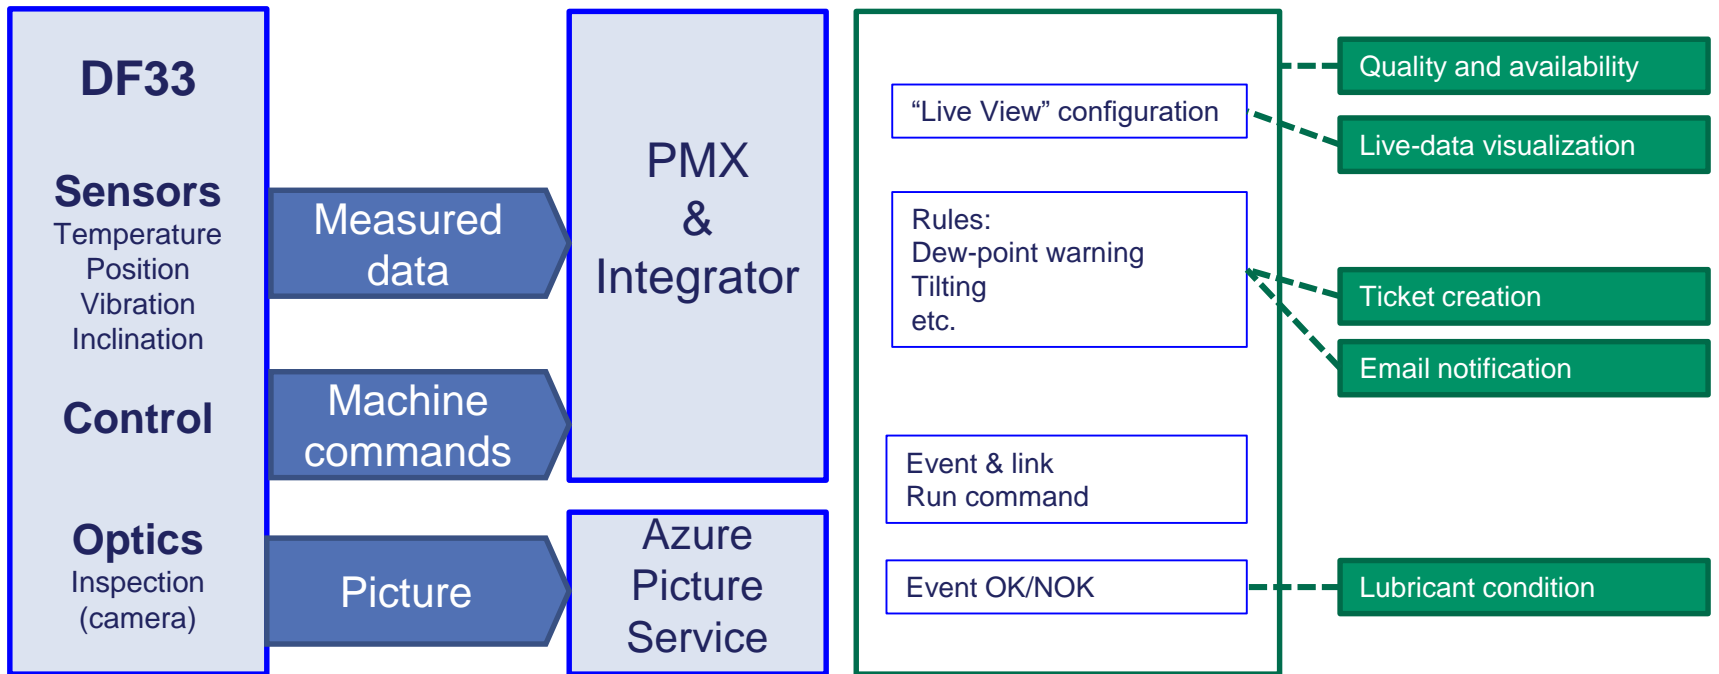 DF33
Sensors
Temperature
Position
Vibration
Inclination
Control
Optics
Inspection
(camera)
Measured
data
Machine
commands
Picture
PMX
&
Integrator
Azure
Picture
Service
“Live View” configuration
Rules:
Dew-point warning
Tilting
etc.
Event & link
Run command
Event OK/NOK
Quality and availability
Live-data visualization
Ticket creation
Email notification
Lubricant condition